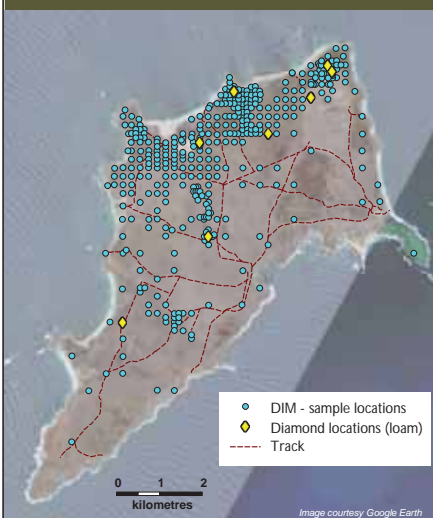 DIM - sample locations
Diamond locations (loam)
Track
0 1 2
kilometres
Image courtesy Google Earth